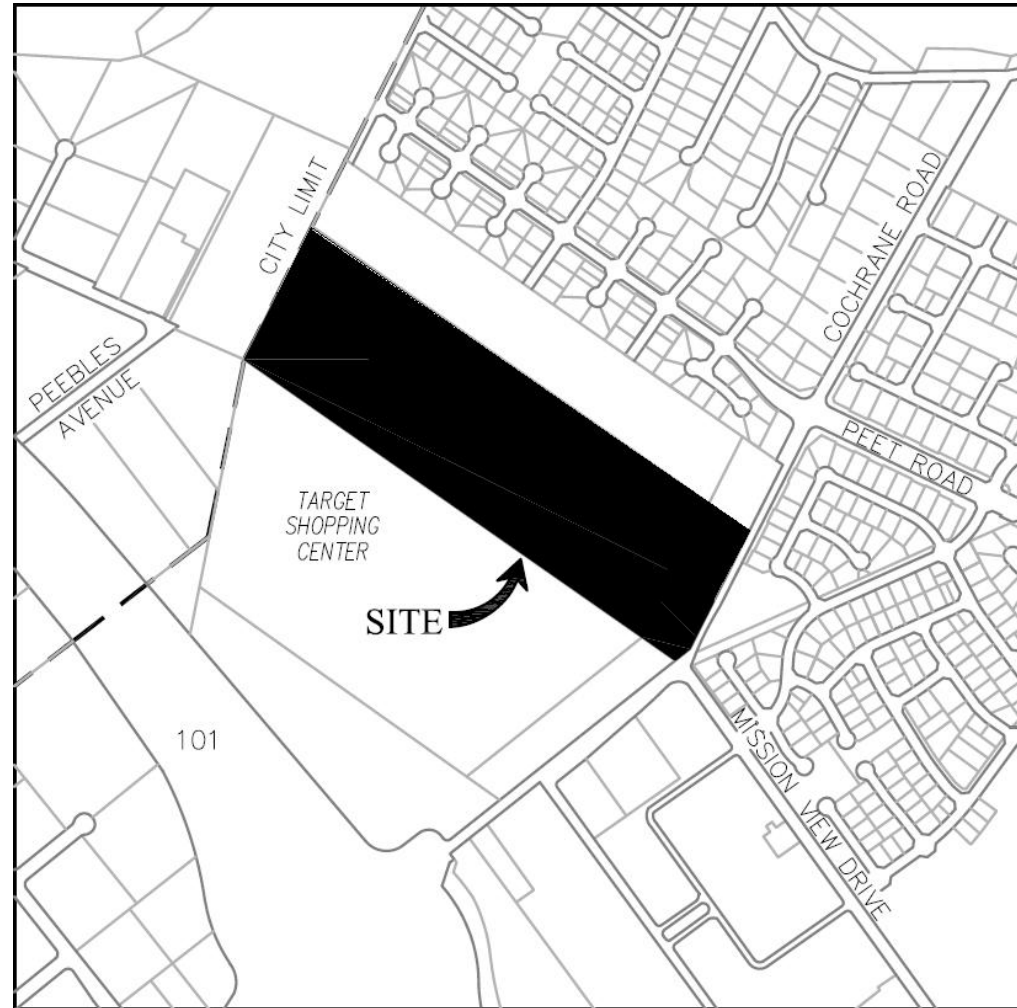 CITY LIMIT
COCHRANE ROAD
PEEBLES
AVENUE
PEET ROAD
TARGET
SHOPPING
CENTER
SITE
101
MISSION VIEW DRIVE